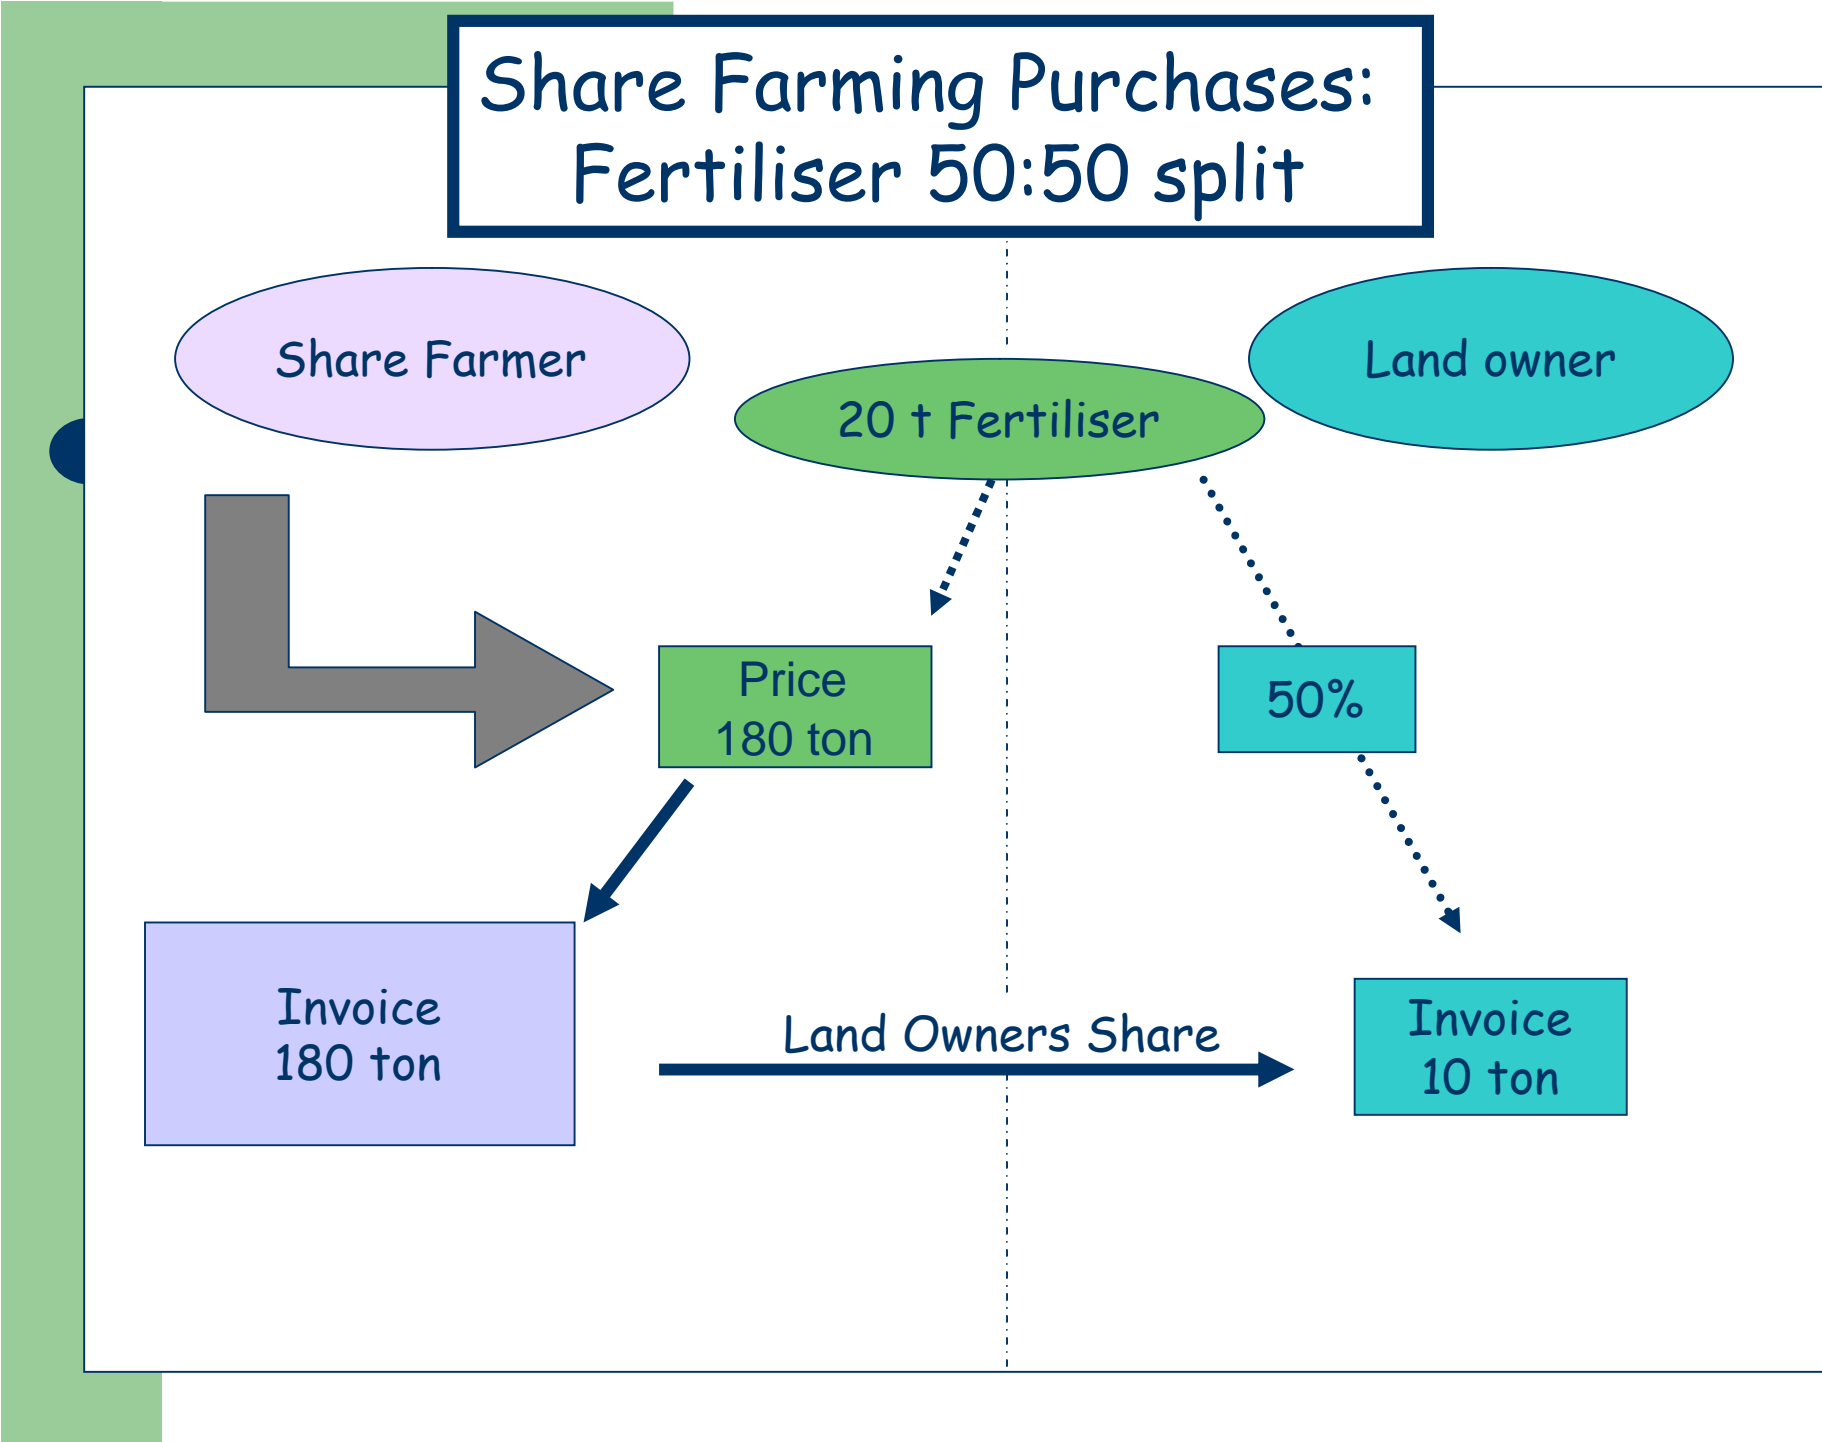 Share Farming Purchases:
Fertiliser 50:50 split
Share Farmer
Land owner
20 t Fertiliser
Price
180 ton
50%
Invoice
180 ton
Land Owners Share
Invoice
10 ton